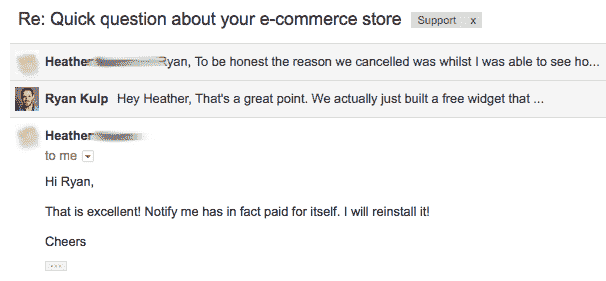 Re: Quick question about your e-commerce store Support x
Heather Ryan, To be honest the reason we cancelled was whilst I was able to see ho...
Ryan Kulp Hey Heather, That's a great point. We actually just built a free widget that ...
Heather
to me
Hi Ryan,
That is excellent! Notify me has in fact paid for itself. I will reinstall it!
Cheers